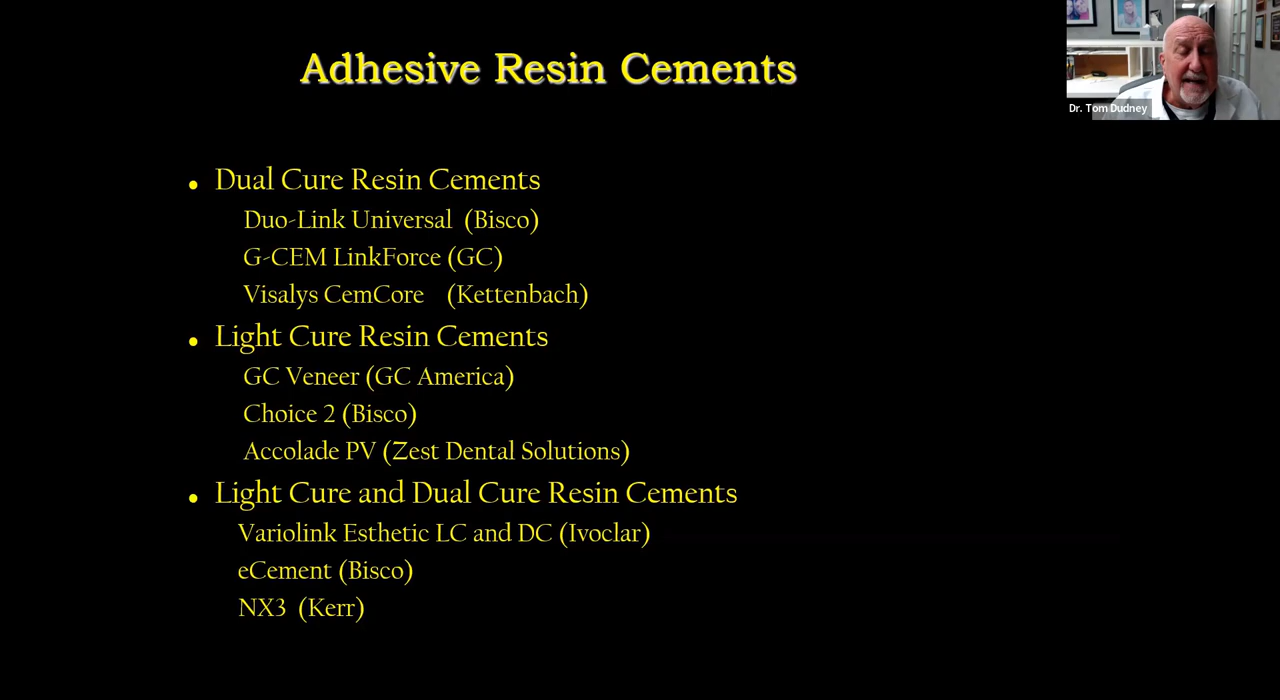 Adhesive Resin Cements
Dr. Tom Dudney
• Dual Cure Resin Cements
Duo-Link Universal (Bisco)
G-CEM LinkForce (GC)
Visalys CemCore (Kettenbach)
• Light Cure Resin Cements
GC Veneer (GC America)
Choice 2 (Bisco)
Accolade PV (Zest Dental Solutions)
• Light Cure and Dual Cure Resin Cements
Variolink Esthetic LC and DC (Ivoclar)
eCement (Bisco)
NX3 (Kerr)